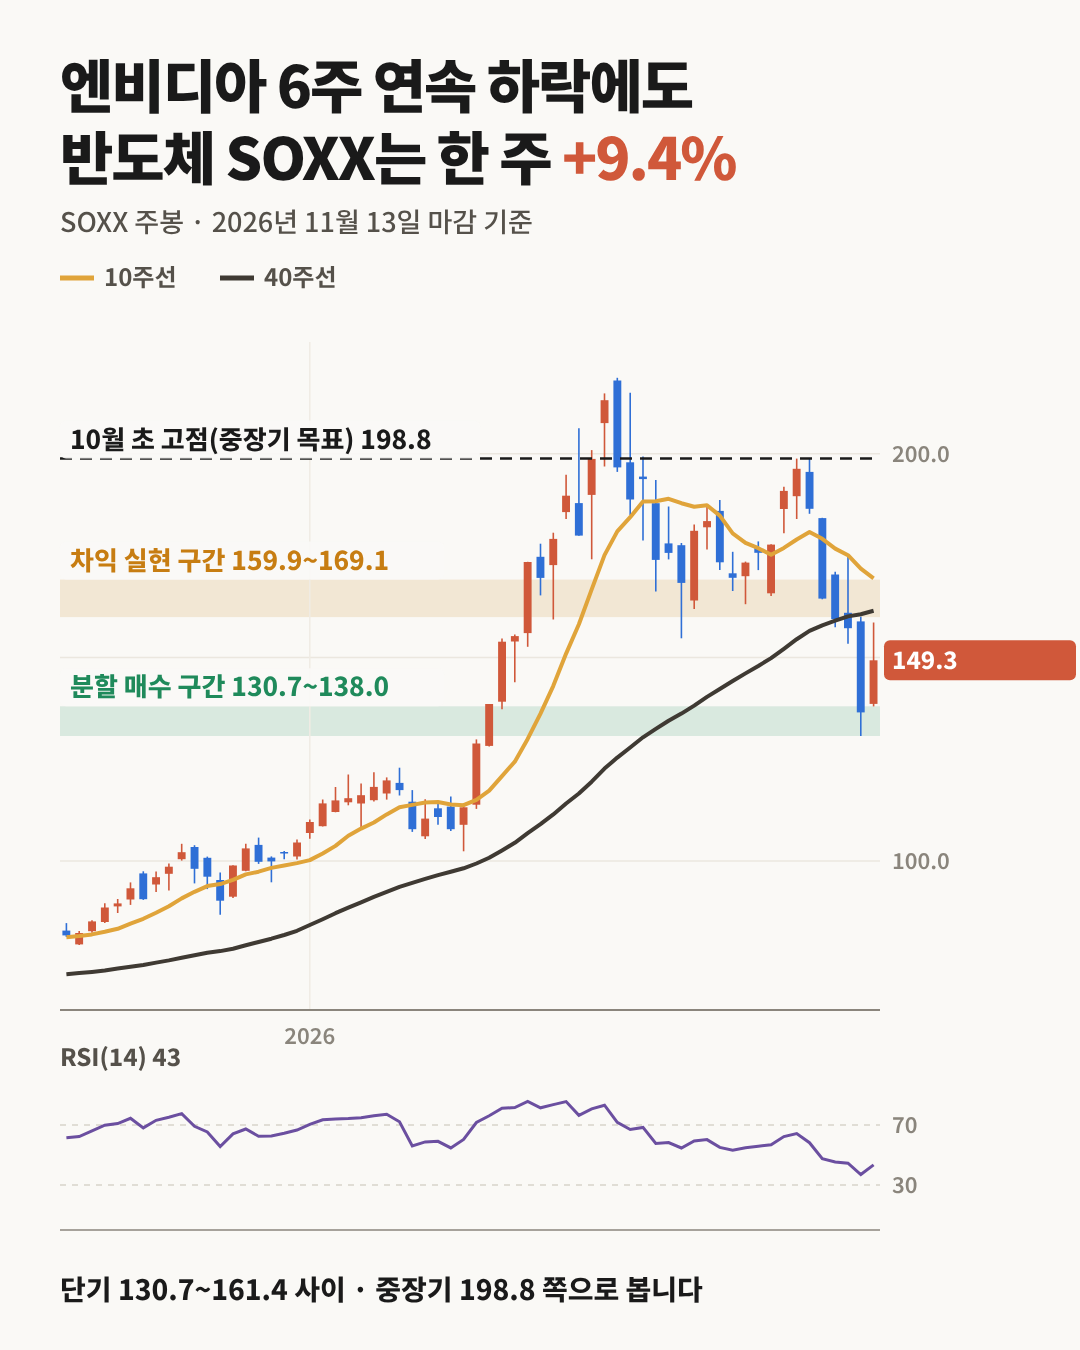 엔비디아 6주 연속 하락에도
반도체 SOXX는 한 주 +9.4%
SOXX 주봉 · 2026년 11월 13일 마감 기준
10주선 40주선
10월 초 고점(중장기 목표) 198.8
200.0
차익 실현 구간 159.9~169.1
149.3
분할 매수 구간 130.7~138.0
100.0
2026
RSI(14) 43
70
30
단기 130.7~161.4 사이 · 중장기 198.8 쪽으로 봅니다